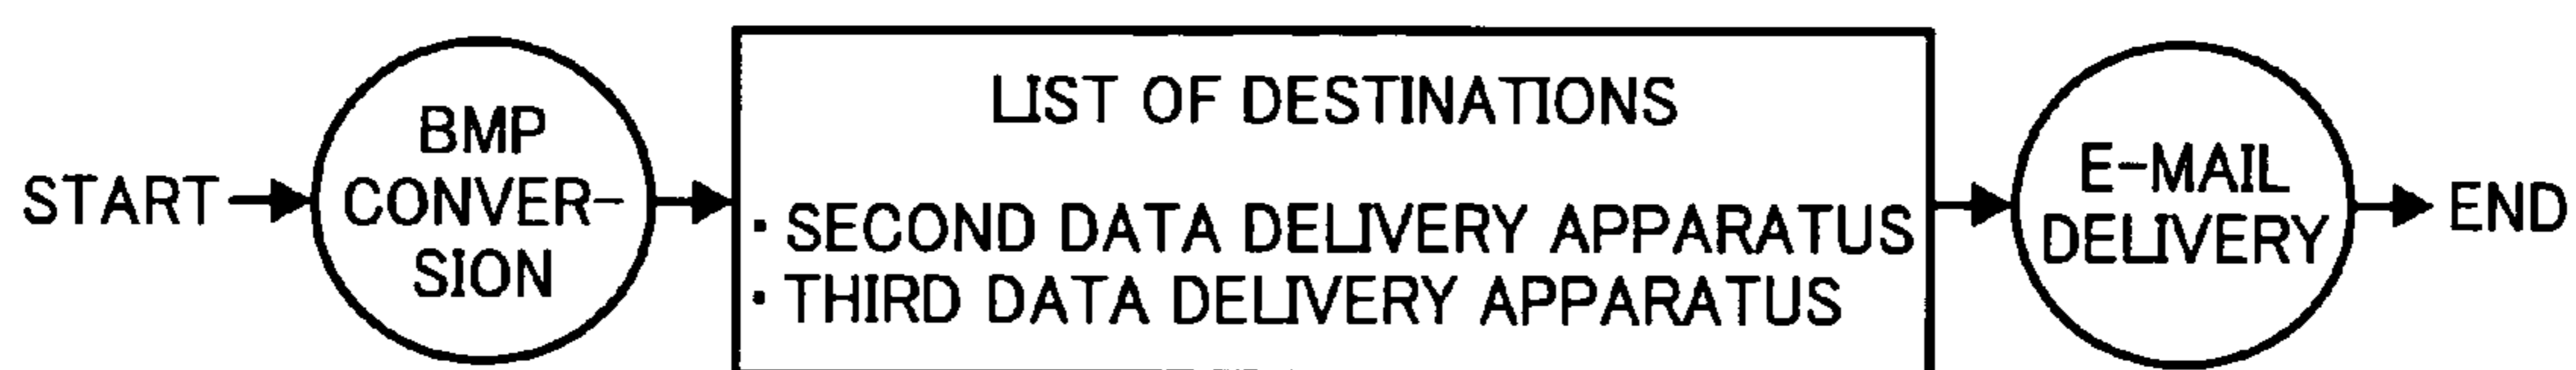 START
BMP
CONVER-
SION
LIST OF DESTINATIONS
· SECOND DATA DELIVERY APPARATUS
· THIRD DATA DELIVERY APPARATUS
E-MAIL
DELIVERY
END